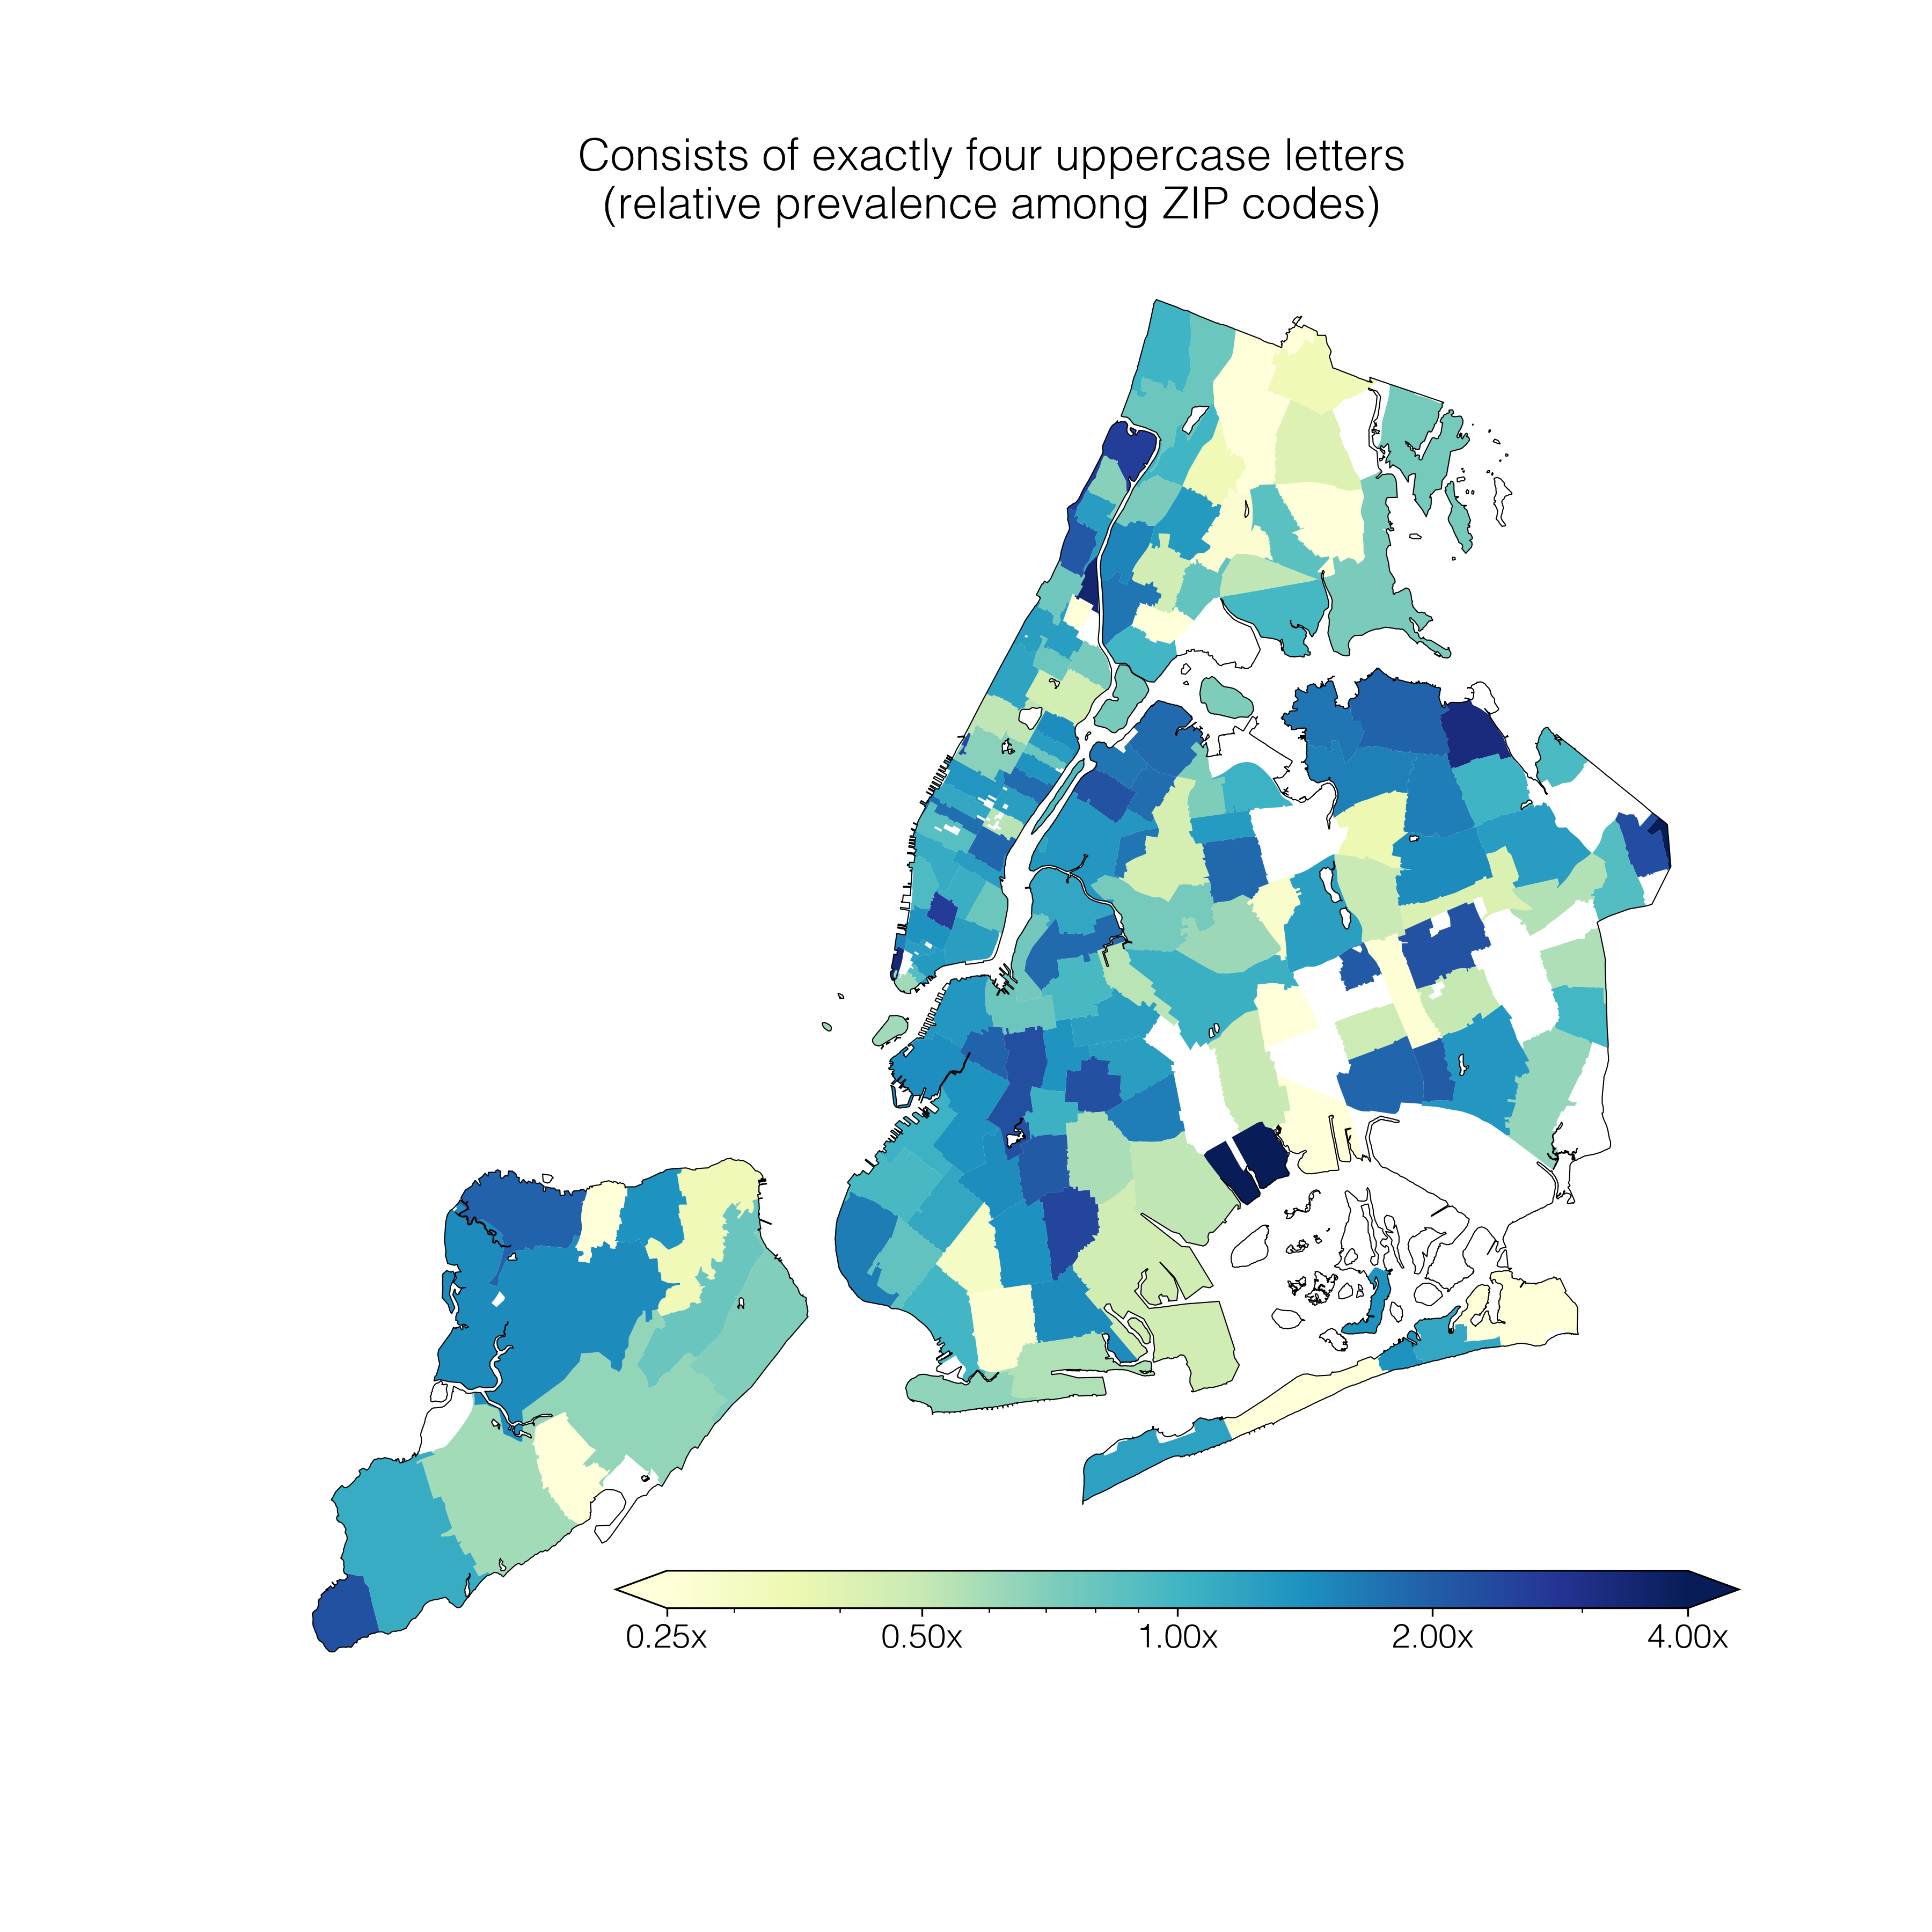 Consists of exactly four uppercase letters
(relative prevalence among ZIP codes)
0.25x 0.50x 1.00x 2.00x 4.00x